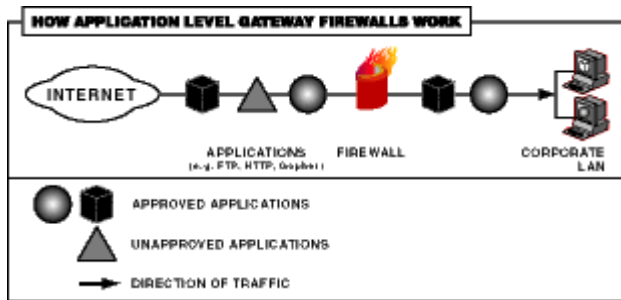 HOW APPLICATION LEVEL GATEWAY FIREWALLS WORK
INTERNET
APPLICATIONS
(e.g. FTP, HTTP, Gopher)
FIREWALL
CORPORATE
LAN
APPROVED APPLICATIONS
UNAPPROVED APPLICATIONS
DIRECTION OF TRAFFIC